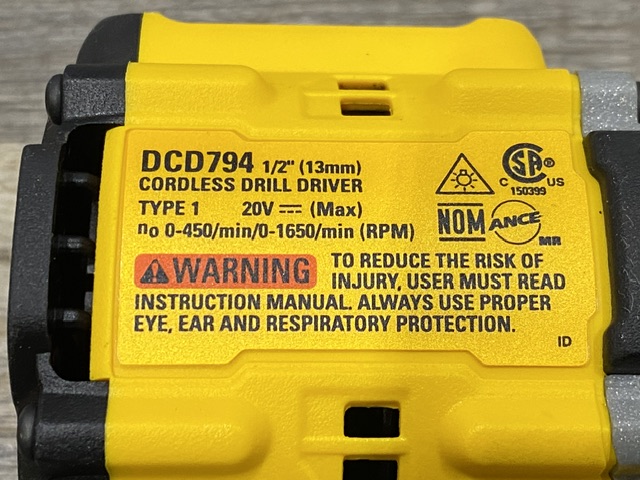 DCD794 1/2" (13mm)
CORDLESS DRILL DRIVER
TYPE 1 20V ⎓ (Max)
no 0-450/min/0-1650/min (RPM)
SA ®
C US
150399
NOM ANCE
MR
⚠WARNING TO REDUCE THE RISK OF
INJURY, USER MUST READ
INSTRUCTION MANUAL. ALWAYS USE PROPER
EYE, EAR AND RESPIRATORY PROTECTION.
ID